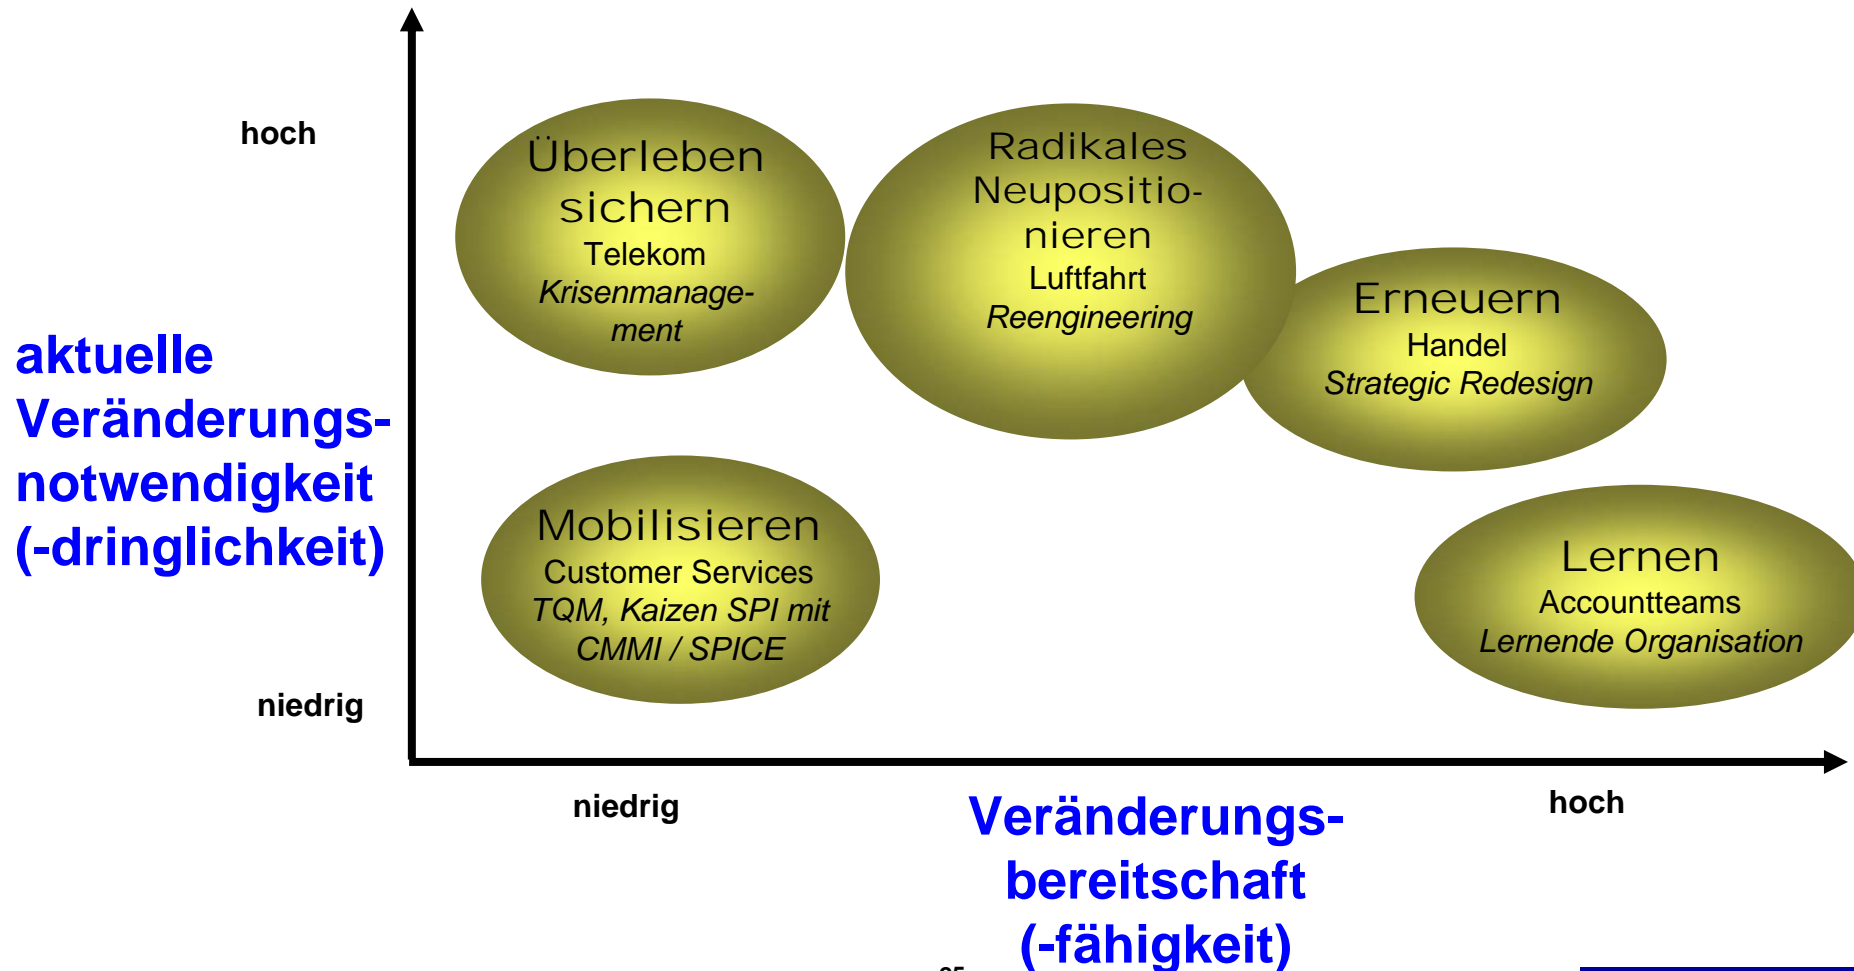 hoch
Überleben
sichern
Telekom
Krisenmanage-
ment
Radikales
Neupositio-
nieren
Luftfahrt
Reengineering
Erneuern
Handel
Strategic Redesign
aktuelle
Veränderungs-
notwendigkeit
(-dringlichkeit)
Mobilisieren
Customer Services
TQM, Kaizen SPI mit
CMMI / SPICE
Lernen
Accountteams
Lernende Organisation
niedrig
niedrig
Veränderungs-
bereitschaft
(-fähigkeit)
hoch